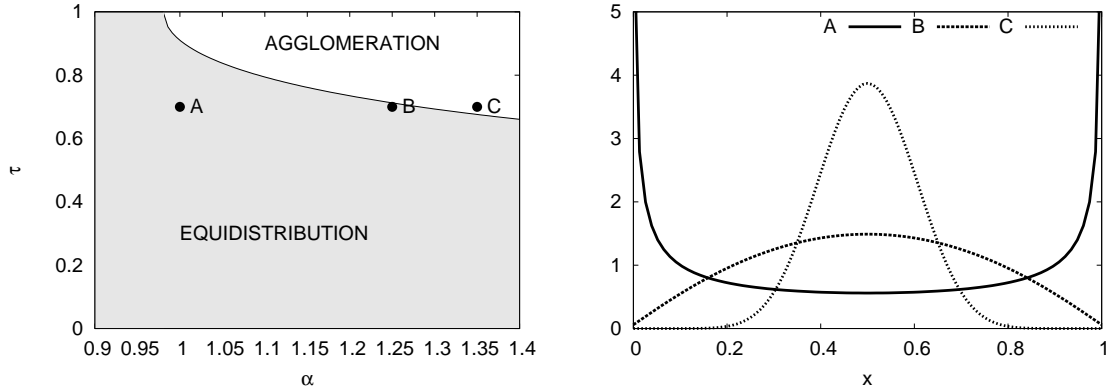 1
0.8
0.6
0.4
0.2
0
τ
AGGLOMERATION
A
B
C
EQUIDISTRIBUTION
0.9 0.95 1 1.05 1.1 1.15 1.2 1.25 1.3 1.35 1.4
α
5
4
3
2
1
0
A B C
0 0.2 0.4 0.6 0.8 1
x